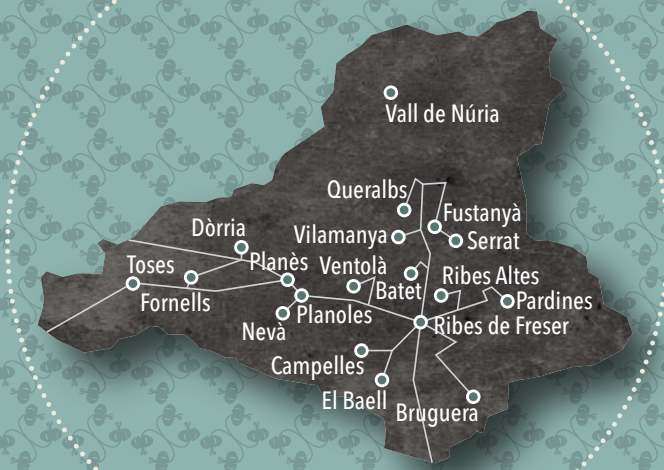 Vall de Núria
Queralbs
Fustanyà
Dòrria
Vilamanya
Serrat
Toses
Planès
Ventolà
Ribes Altes
Fornells
Batet
Pardines
Planoles
Nevà
Ribes de Freser
Campelles
El Baell
Bruguera